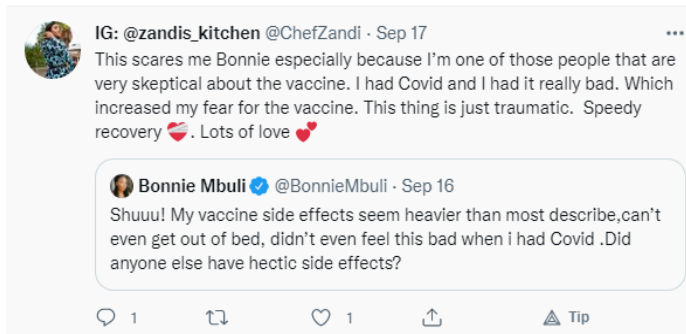 IG: @zandis_kitchen @ChefZandi · Sep 17
This scares me Bonnie especially because I'm one of those people that are
very skeptical about the vaccine. I had Covid and I had it really bad. Which
increased my fear for the vaccine. This thing is just traumatic.  Speedy
recovery ❤️‍🩹. Lots of love 💕
Bonnie Mbuli @BonnieMbuli · Sep 16
Shuuu! My vaccine side effects seem heavier than most describe,can't
even get out of bed, didn't even feel this bad when i had Covid .Did
anyone else have hectic side effects?
1 1 Tip